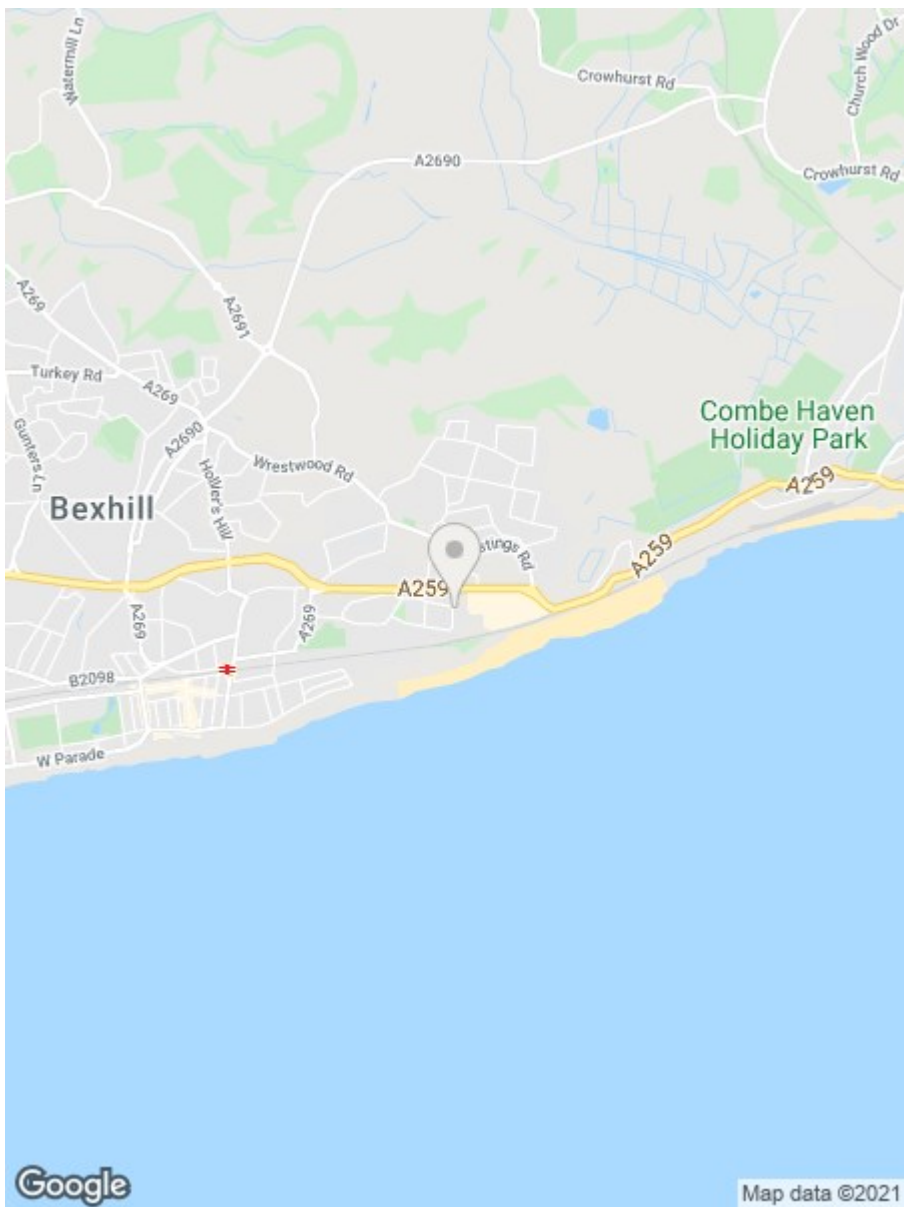 Watermill Ln
Crowhurst Rd
Church Wood Dr
A2690
Crowhurst Rd
A269
A2691
Turkey Rd
A269
Combe Haven
Holiday Park
Gunters Ln
A2690
Wrestwood Rd
A259
Bexhill
Hollier's Hill
stings Rd
A259
A259
A269
A269
B2098
W Parade
Google
Map data ©2021